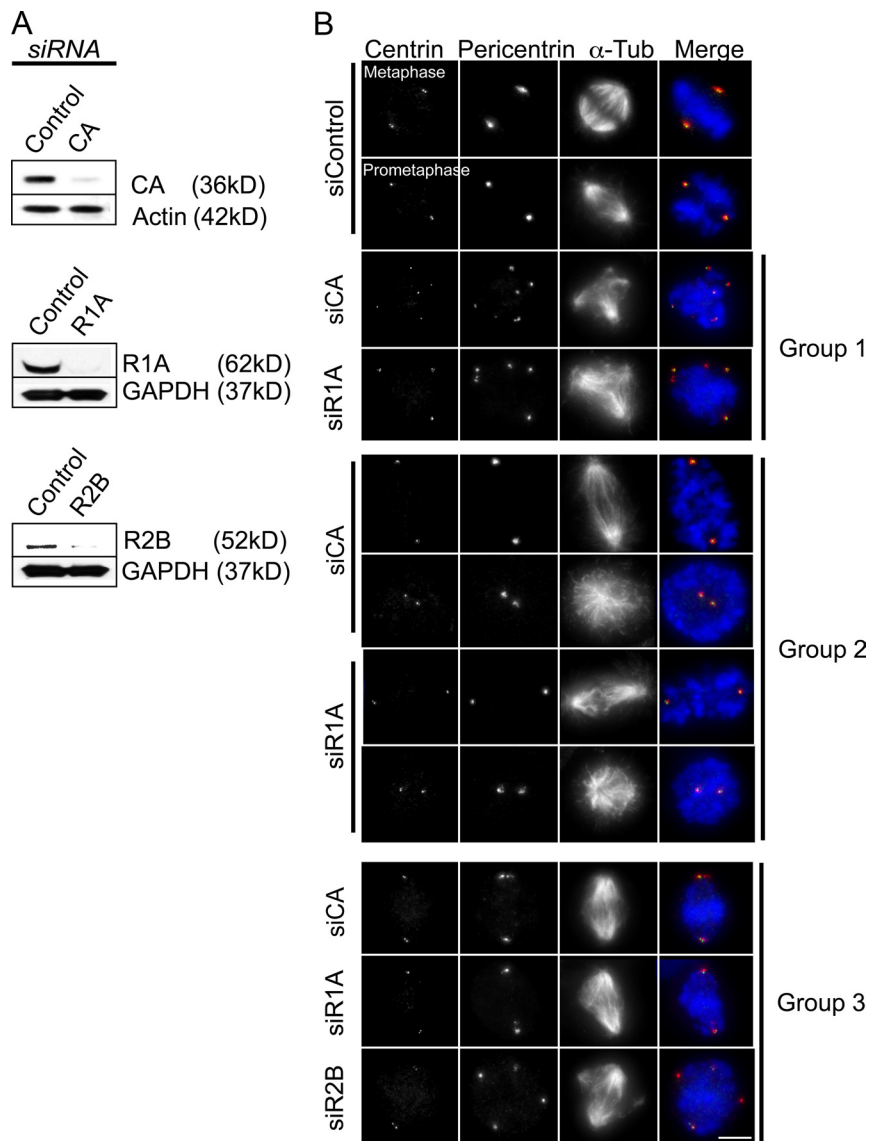 A
siRNA
Control CA
CA (36kD)
Actin (42kD)
Control R1A
R1A (62kD)
GAPDH (37kD)
Control R2B
R2B (52kD)
GAPDH (37kD)
B
Centrin Pericentrin α-Tub Merge
siControl
Metaphase
Prometaphase
siCA
siR1A
Group 1
siCA
siR1A
Group 2
siCA
siR1A
siR2B
Group 3